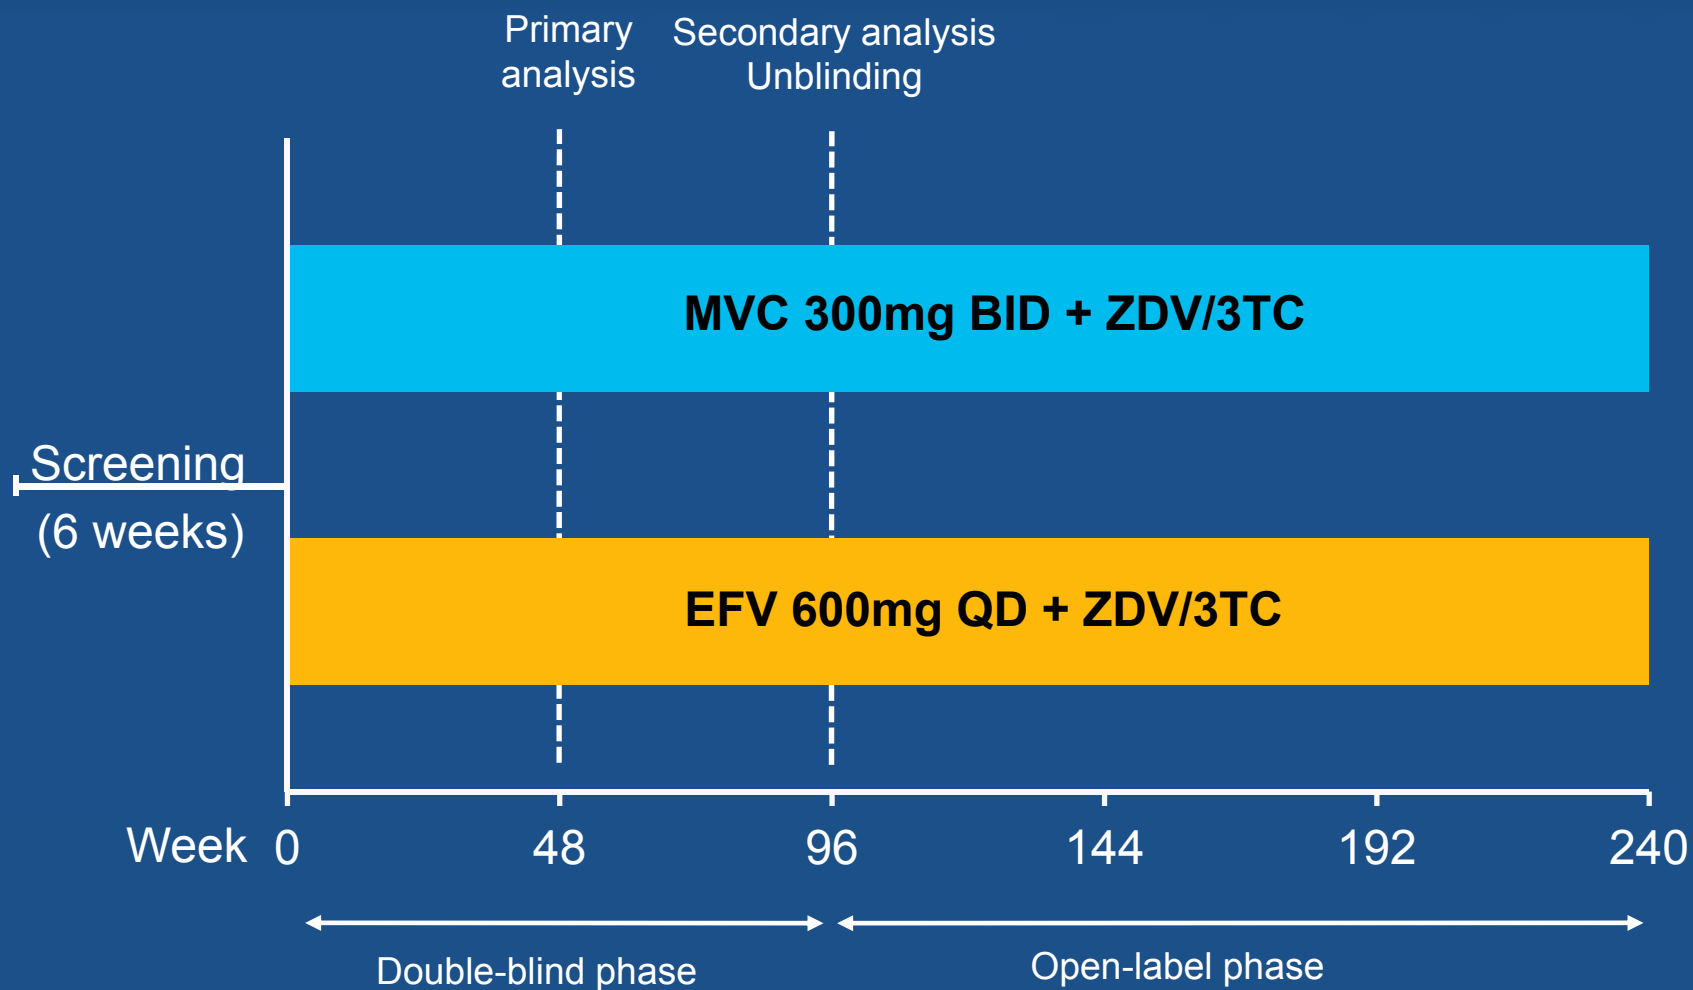 Primary
analysis
Secondary analysis
Unblinding
MVC 300mg BID + ZDV/3TC
Screening
(6 weeks)
EFV 600mg QD + ZDV/3TC
Week 0 48 96 144 192 240
Double-blind phase
Open-label phase